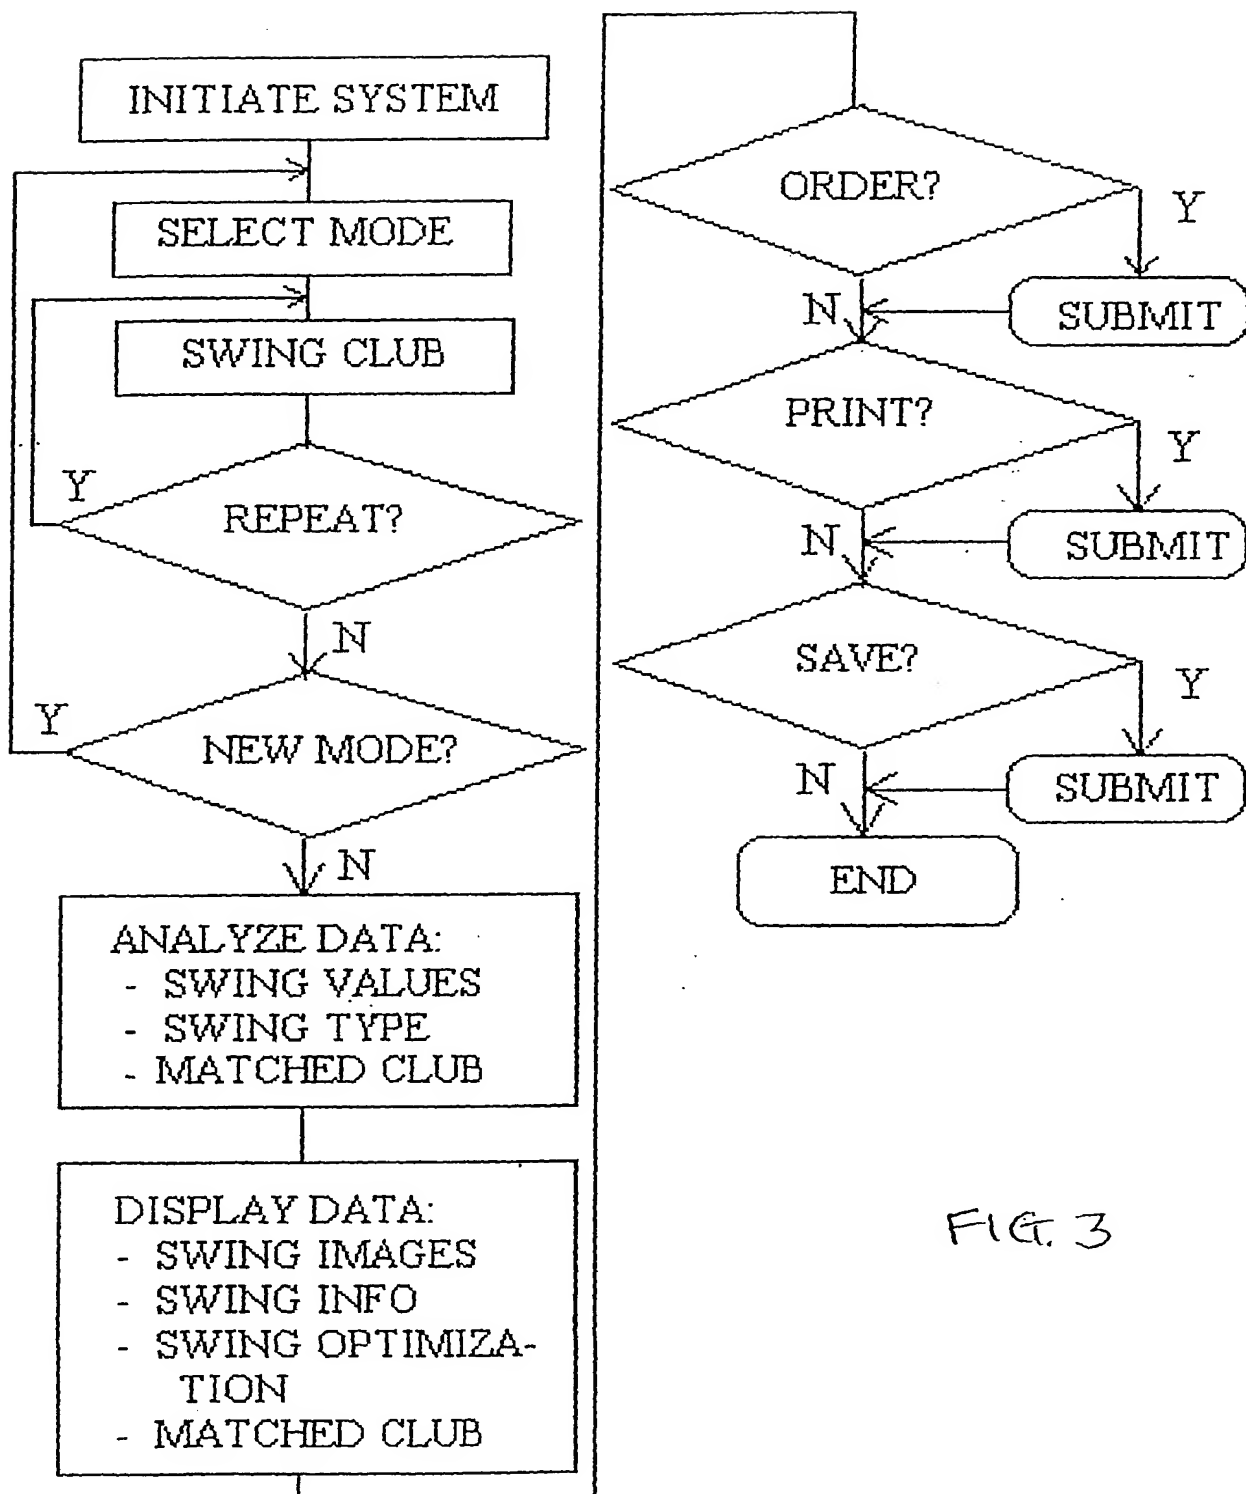 INITIATE SYSTEM
SELECT MODE
SWING CLUB
Y
REPEAT?
N
Y
NEW MODE?
N
ANALYZE DATA:
- SWING VALUES
- SWING TYPE
- MATCHED CLUB
DISPLAY DATA:
- SWING IMAGES
- SWING INFO
- SWING OPTIMIZA-
TION
- MATCHED CLUB
ORDER?
Y
N
SUBMIT
PRINT?
Y
N
SUBMIT
SAVE?
Y
N
SUBMIT
END
FIG. 3